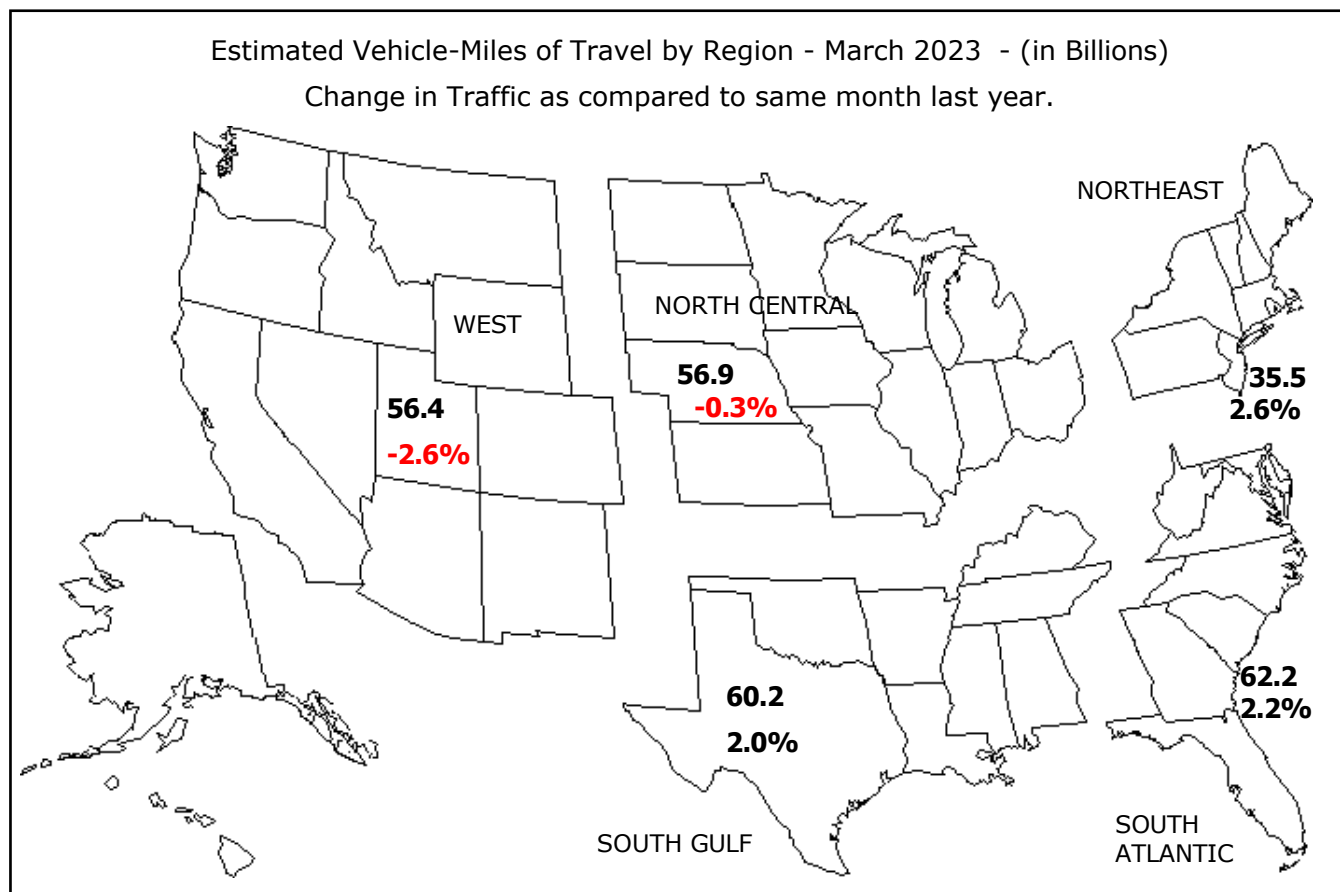 Estimated Vehicle-Miles of Travel by Region - March 2023 - (in Billions)
Change in Traffic as compared to same month last year.
NORTHEAST
35.5
2.6%
WEST
56.4
-2.6%
NORTH CENTRAL
56.9
-0.3%
60.2
2.0%
SOUTH GULF
62.2
2.2%
SOUTH
ATLANTIC